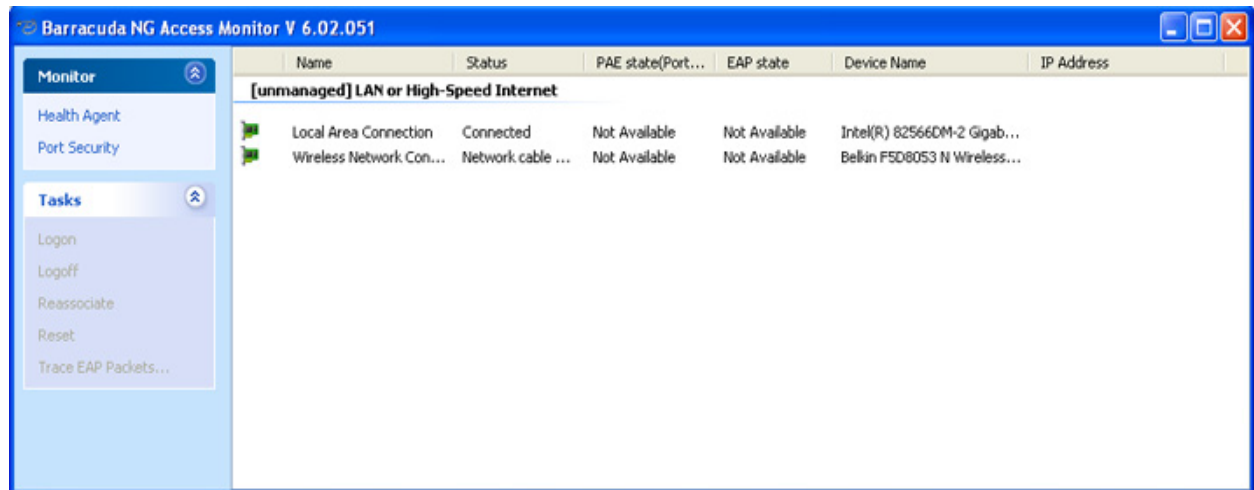 Barracuda NG Access Monitor V 6.02.051
Monitor
Health Agent
Port Security
Tasks
Logon
Logoff
Reassociate
Reset
Trace EAP Packets...
Name Status PAE state(Port... EAP state Device Name IP Address
[unmanaged] LAN or High-Speed Internet
Local Area Connection Connected Not Available Not Available Intel(R) 82566DM-2 Gigab...
Wireless Network Con... Network cable ... Not Available Not Available Belkin F5D8053 N Wireless...